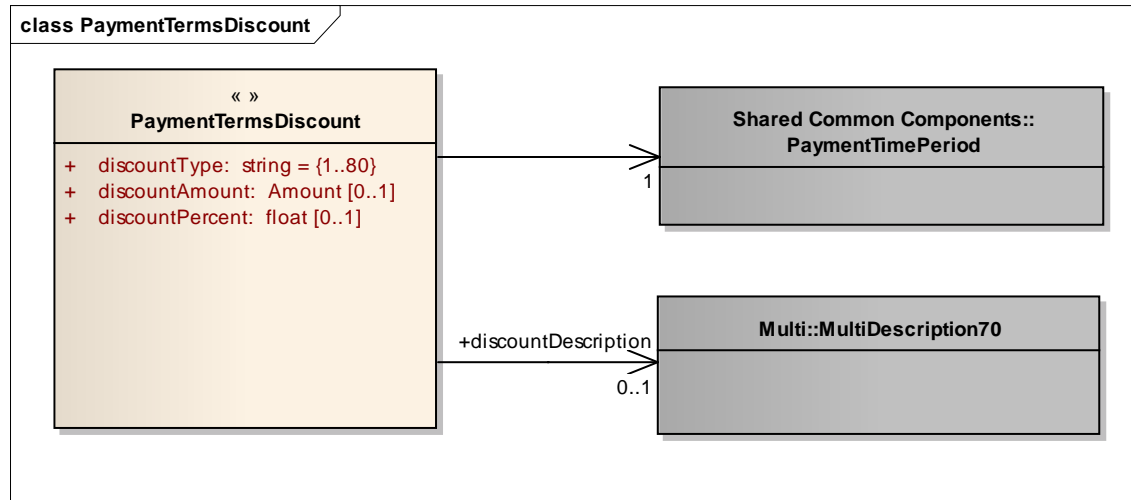 class PaymentTermsDiscount
« »
PaymentTermsDiscount
+ discountType: string = {1..80}
+ discountAmount: Amount [0..1]
+ discountPercent: float [0..1]
Shared Common Components::
PaymentTimePeriod
1
Multi::MultiDescription70
+discountDescription
0..1